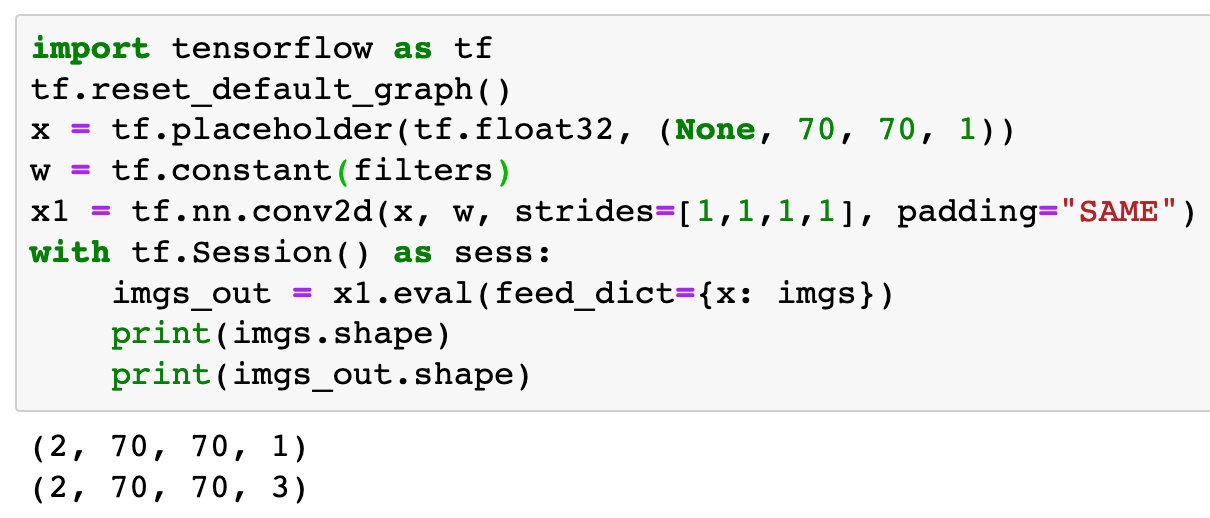 import tensorflow as tf
tf.reset_default_graph()
x = tf.placeholder(tf.float32, (None, 70, 70, 1))
w = tf.constant(filters)
x1 = tf.nn.conv2d(x, w, strides=[1,1,1,1], padding="SAME")
with tf.Session() as sess:
    imgs_out = x1.eval(feed_dict={x: imgs})
    print(imgs.shape)
    print(imgs_out.shape)
(2, 70, 70, 1)
(2, 70, 70, 3)